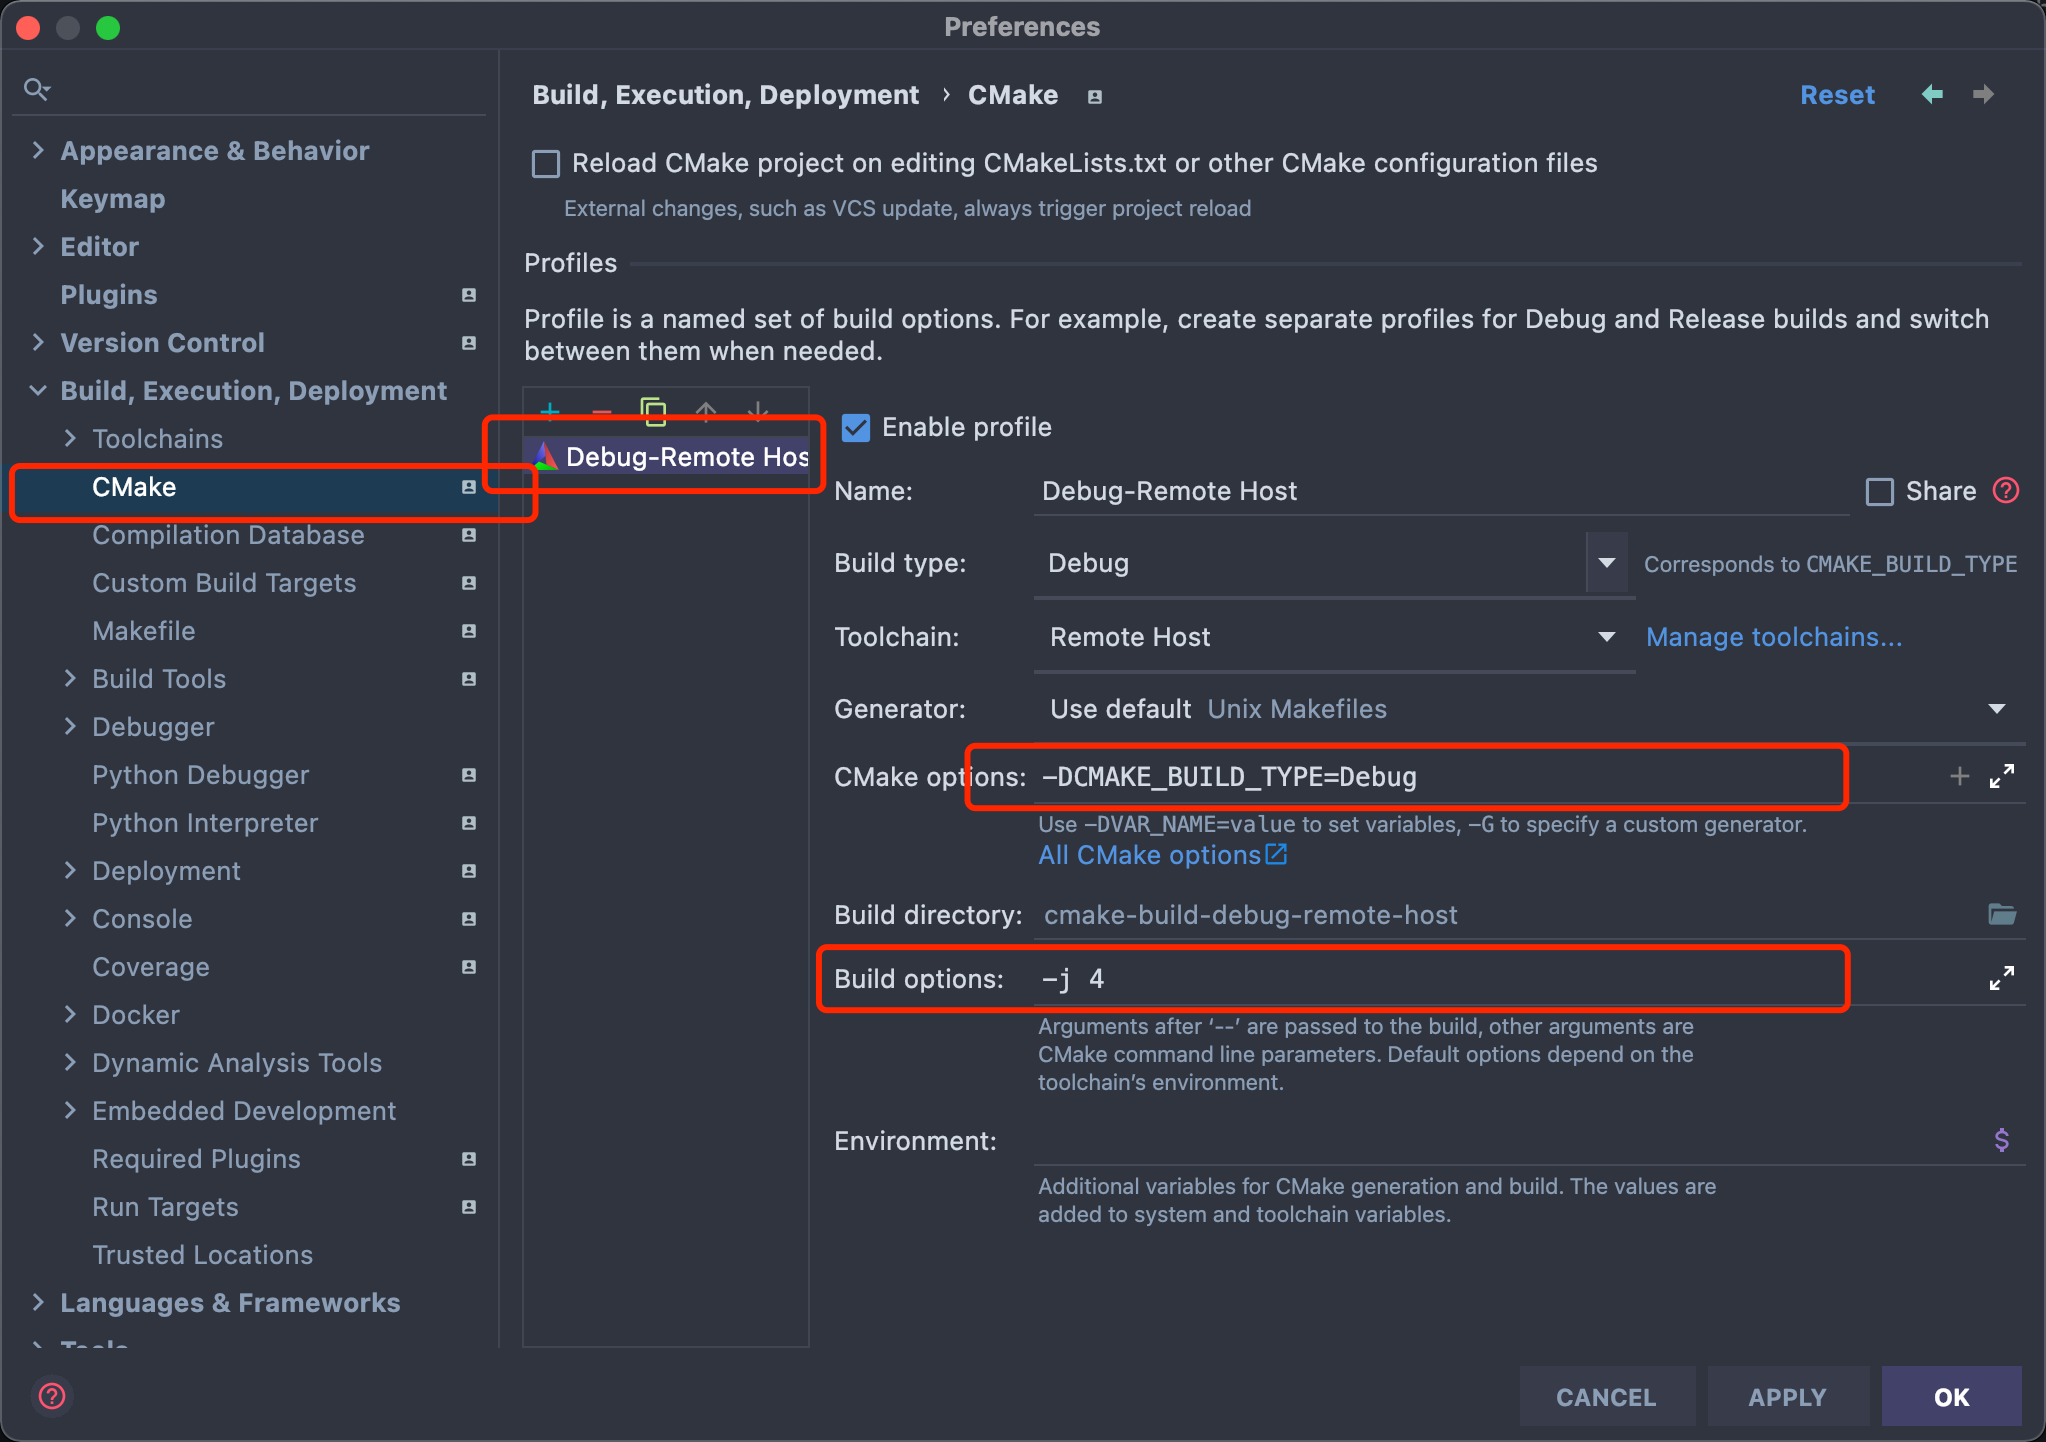 Preferences
Appearance & Behavior
Keymap
Editor
Plugins
Version Control
Build, Execution, Deployment
Toolchains
CMake
Compilation Database
Custom Build Targets
Makefile
Build Tools
Debugger
Python Debugger
Python Interpreter
Deployment
Console
Coverage
Docker
Dynamic Analysis Tools
Embedded Development
Required Plugins
Run Targets
Trusted Locations
Languages & Frameworks
Tools
Build, Execution, Deployment › CMake
Reset
Reload CMake project on editing CMakeLists.txt or other CMake configuration files
External changes, such as VCS update, always trigger project reload
Profiles
Profile is a named set of build options. For example, create separate profiles for Debug and Release builds and switch
between them when needed.
Debug-Remote Hos
Enable profile
Name: Debug-Remote Host Share ?
Build type: Debug Corresponds to CMAKE_BUILD_TYPE
Toolchain: Remote Host Manage toolchains...
Generator: Use default Unix Makefiles
CMake options: -DCMAKE_BUILD_TYPE=Debug
Use -DVAR_NAME=value to set variables, -G to specify a custom generator.
All CMake options
Build directory: cmake-build-debug-remote-host
Build options: -j 4
Arguments after ‘--’ are passed to the build, other arguments are
CMake command line parameters. Default options depend on the
toolchain’s environment.
Environment: $
Additional variables for CMake generation and build. The values are
added to system and toolchain variables.
?
CANCEL APPLY OK